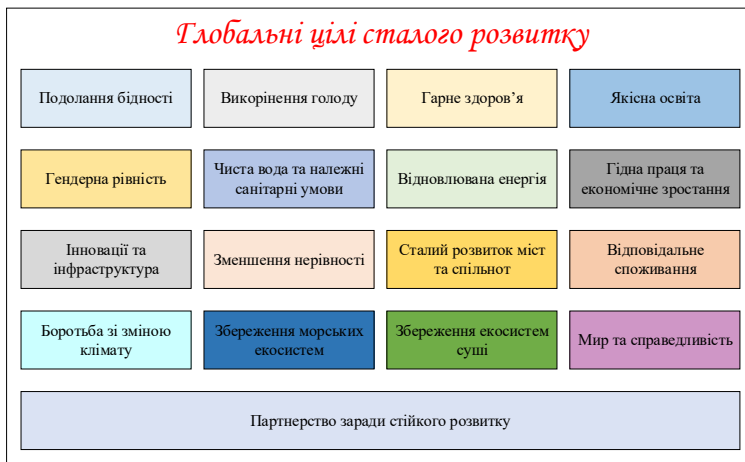 Глобальні цілі сталого розвитку
Подолання бідності
Викорінення голоду
Гарне здоров’я
Якісна освіта
Гендерна рівність
Чиста вода та належні
санітарні умови
Відновлювана енергія
Гідна праця та
економічне зростання
Інновації та
інфраструктура
Зменшення нерівності
Сталий розвиток міст
та спільнот
Відповідальне
споживання
Боротьба зі зміною
клімату
Збереження морських
екосистем
Збереження екосистем
суші
Мир та справедливість
Партнерство заради стійкого розвитку